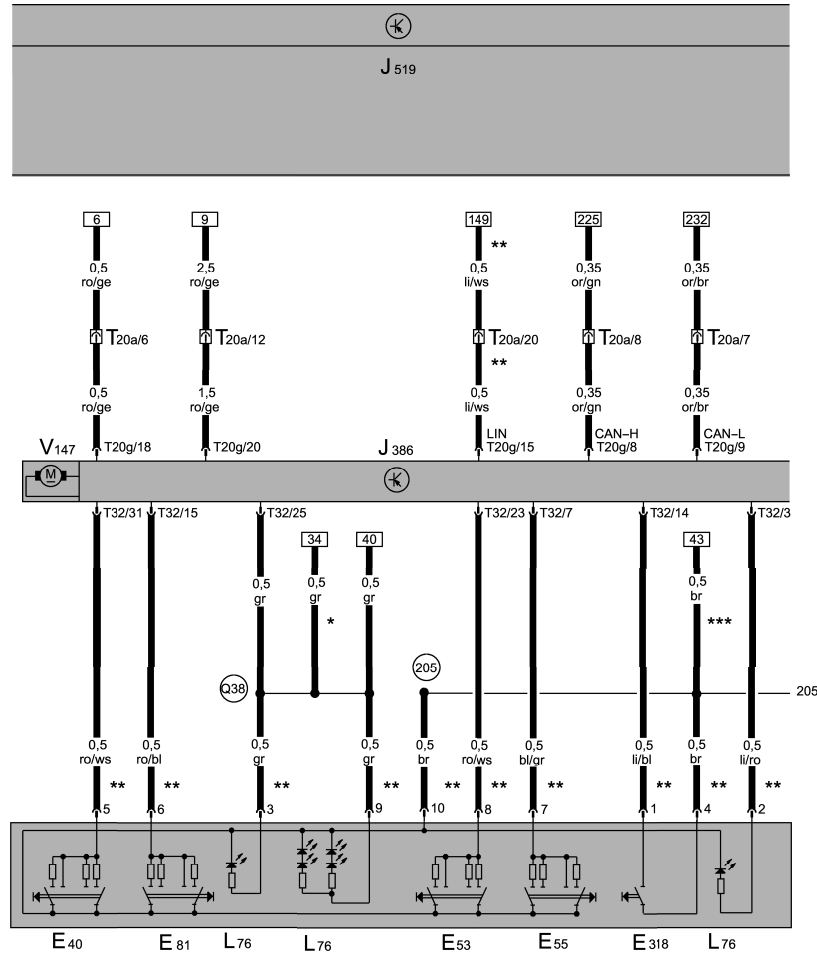 J 519
6 9 149 225 232
**
0,5 2,5 0,5 0,35 0,35
ro/ge ro/ge li/ws or/gn or/br
T20a/6 T20a/12 T20a/20 T20a/8 T20a/7
**
0,5 1,5 0,5 0,35 0,35
ro/ge ro/ge li/ws or/gn or/br
LIN CAN-H CAN-L
V147 T20g/18 T20g/20 J 386 T20g/15 T20g/8 T20g/9
M
T32/31 T32/15 T32/25 T32/23 T32/7 T32/14 T32/3
34 40 43
0,5 0,5 0,5 0,5
gr gr gr br
* ***
Q38 205 205
0,5 0,5 0,5 0,5 0,5 0,5 0,5 0,5 0,5 0,5
ro/ws ro/bl gr gr br ro/ws bl/gr li/bl br li/ro
** ** ** ** ** ** ** ** ** **
5 6 3 9 10 8 7 1 4 2
E 40 E 81 L76 L76 E 53 E 55 E 318 L76